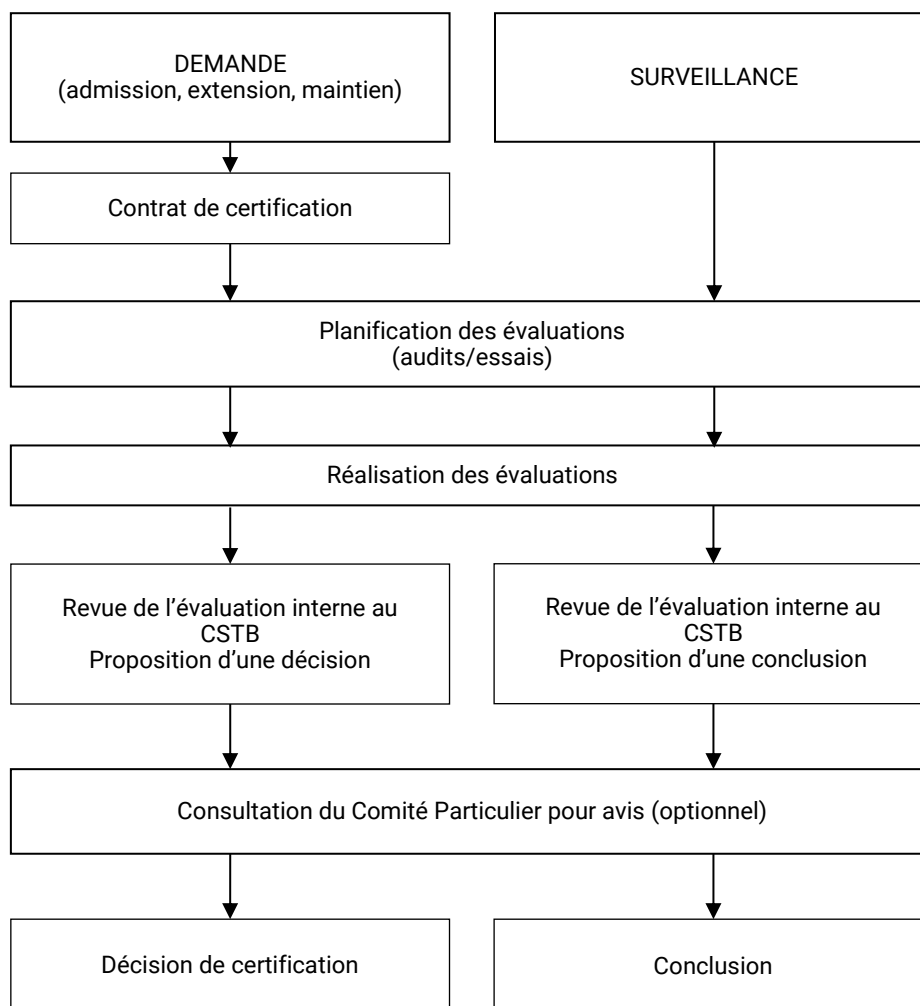 DEMANDE
(admission, extension, maintien)
SURVEILLANCE
Contrat de certification
Planification des évaluations
(audits/essais)
Réalisation des évaluations
Revue de l’évaluation interne au
CSTB
Proposition d’une décision
Revue de l’évaluation interne au
CSTB
Proposition d’une conclusion
Consultation du Comité Particulier pour avis (optionnel)
Décision de certification
Conclusion